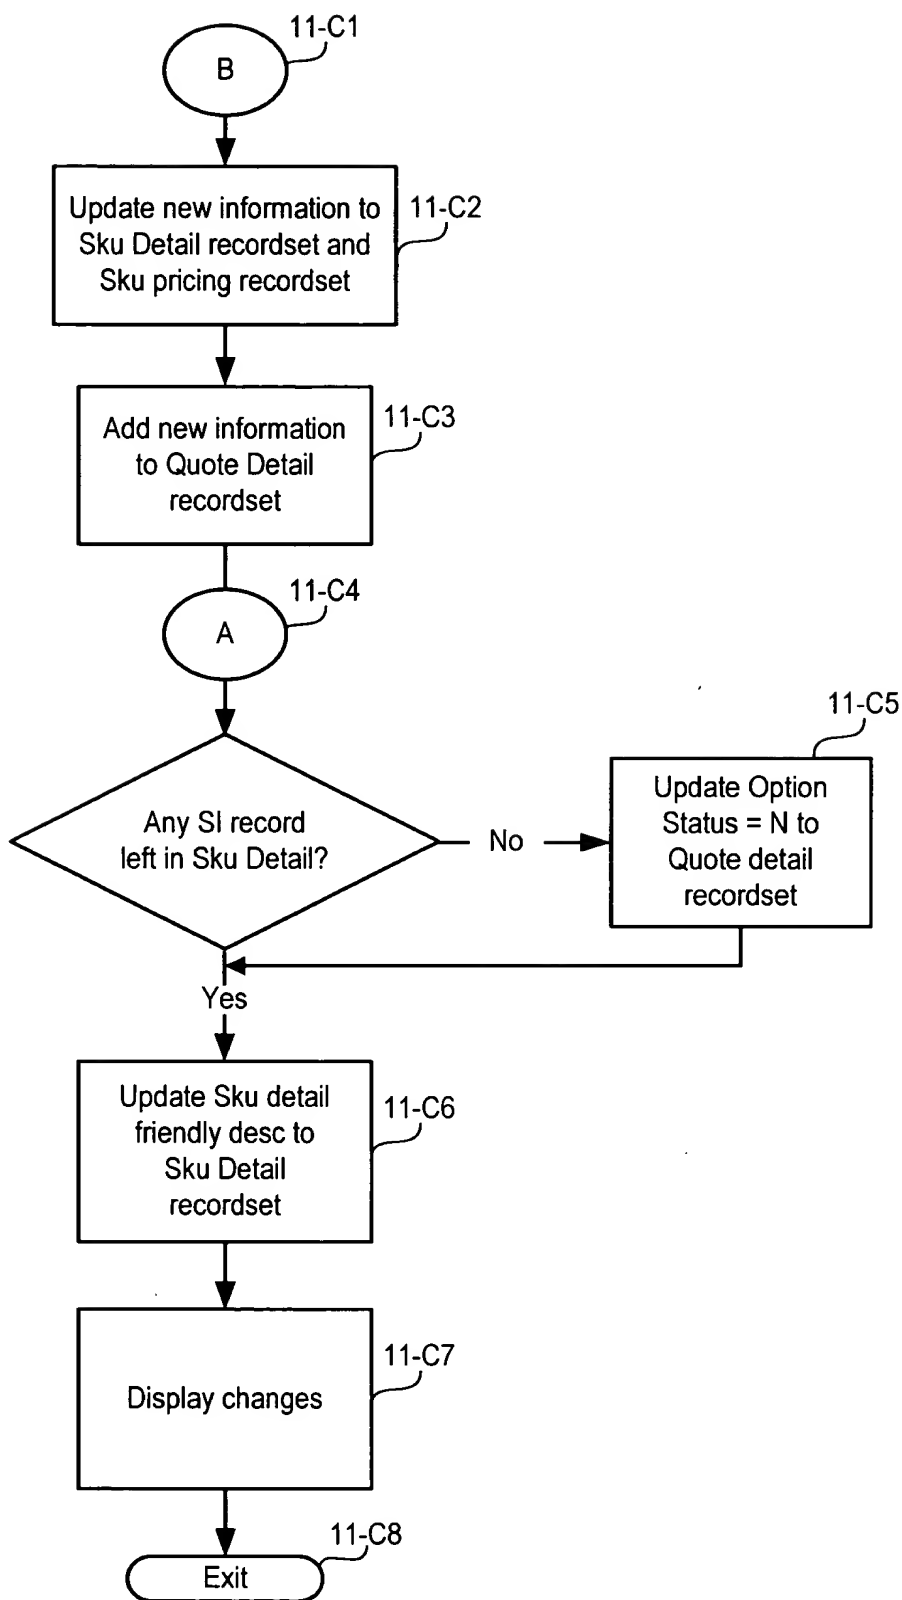 11-C1
B
Update new information to
Sku Detail recordset and
Sku pricing recordset
11-C2
Add new information
to Quote Detail
recordset
11-C3
11-C4
A
Any SI record
left in Sku Detail?
No
11-C5
Update Option
Status = N to
Quote detail
recordset
Yes
Update Sku detail
friendly desc to
Sku Detail
recordset
11-C6
Display changes
11-C7
11-C8
Exit